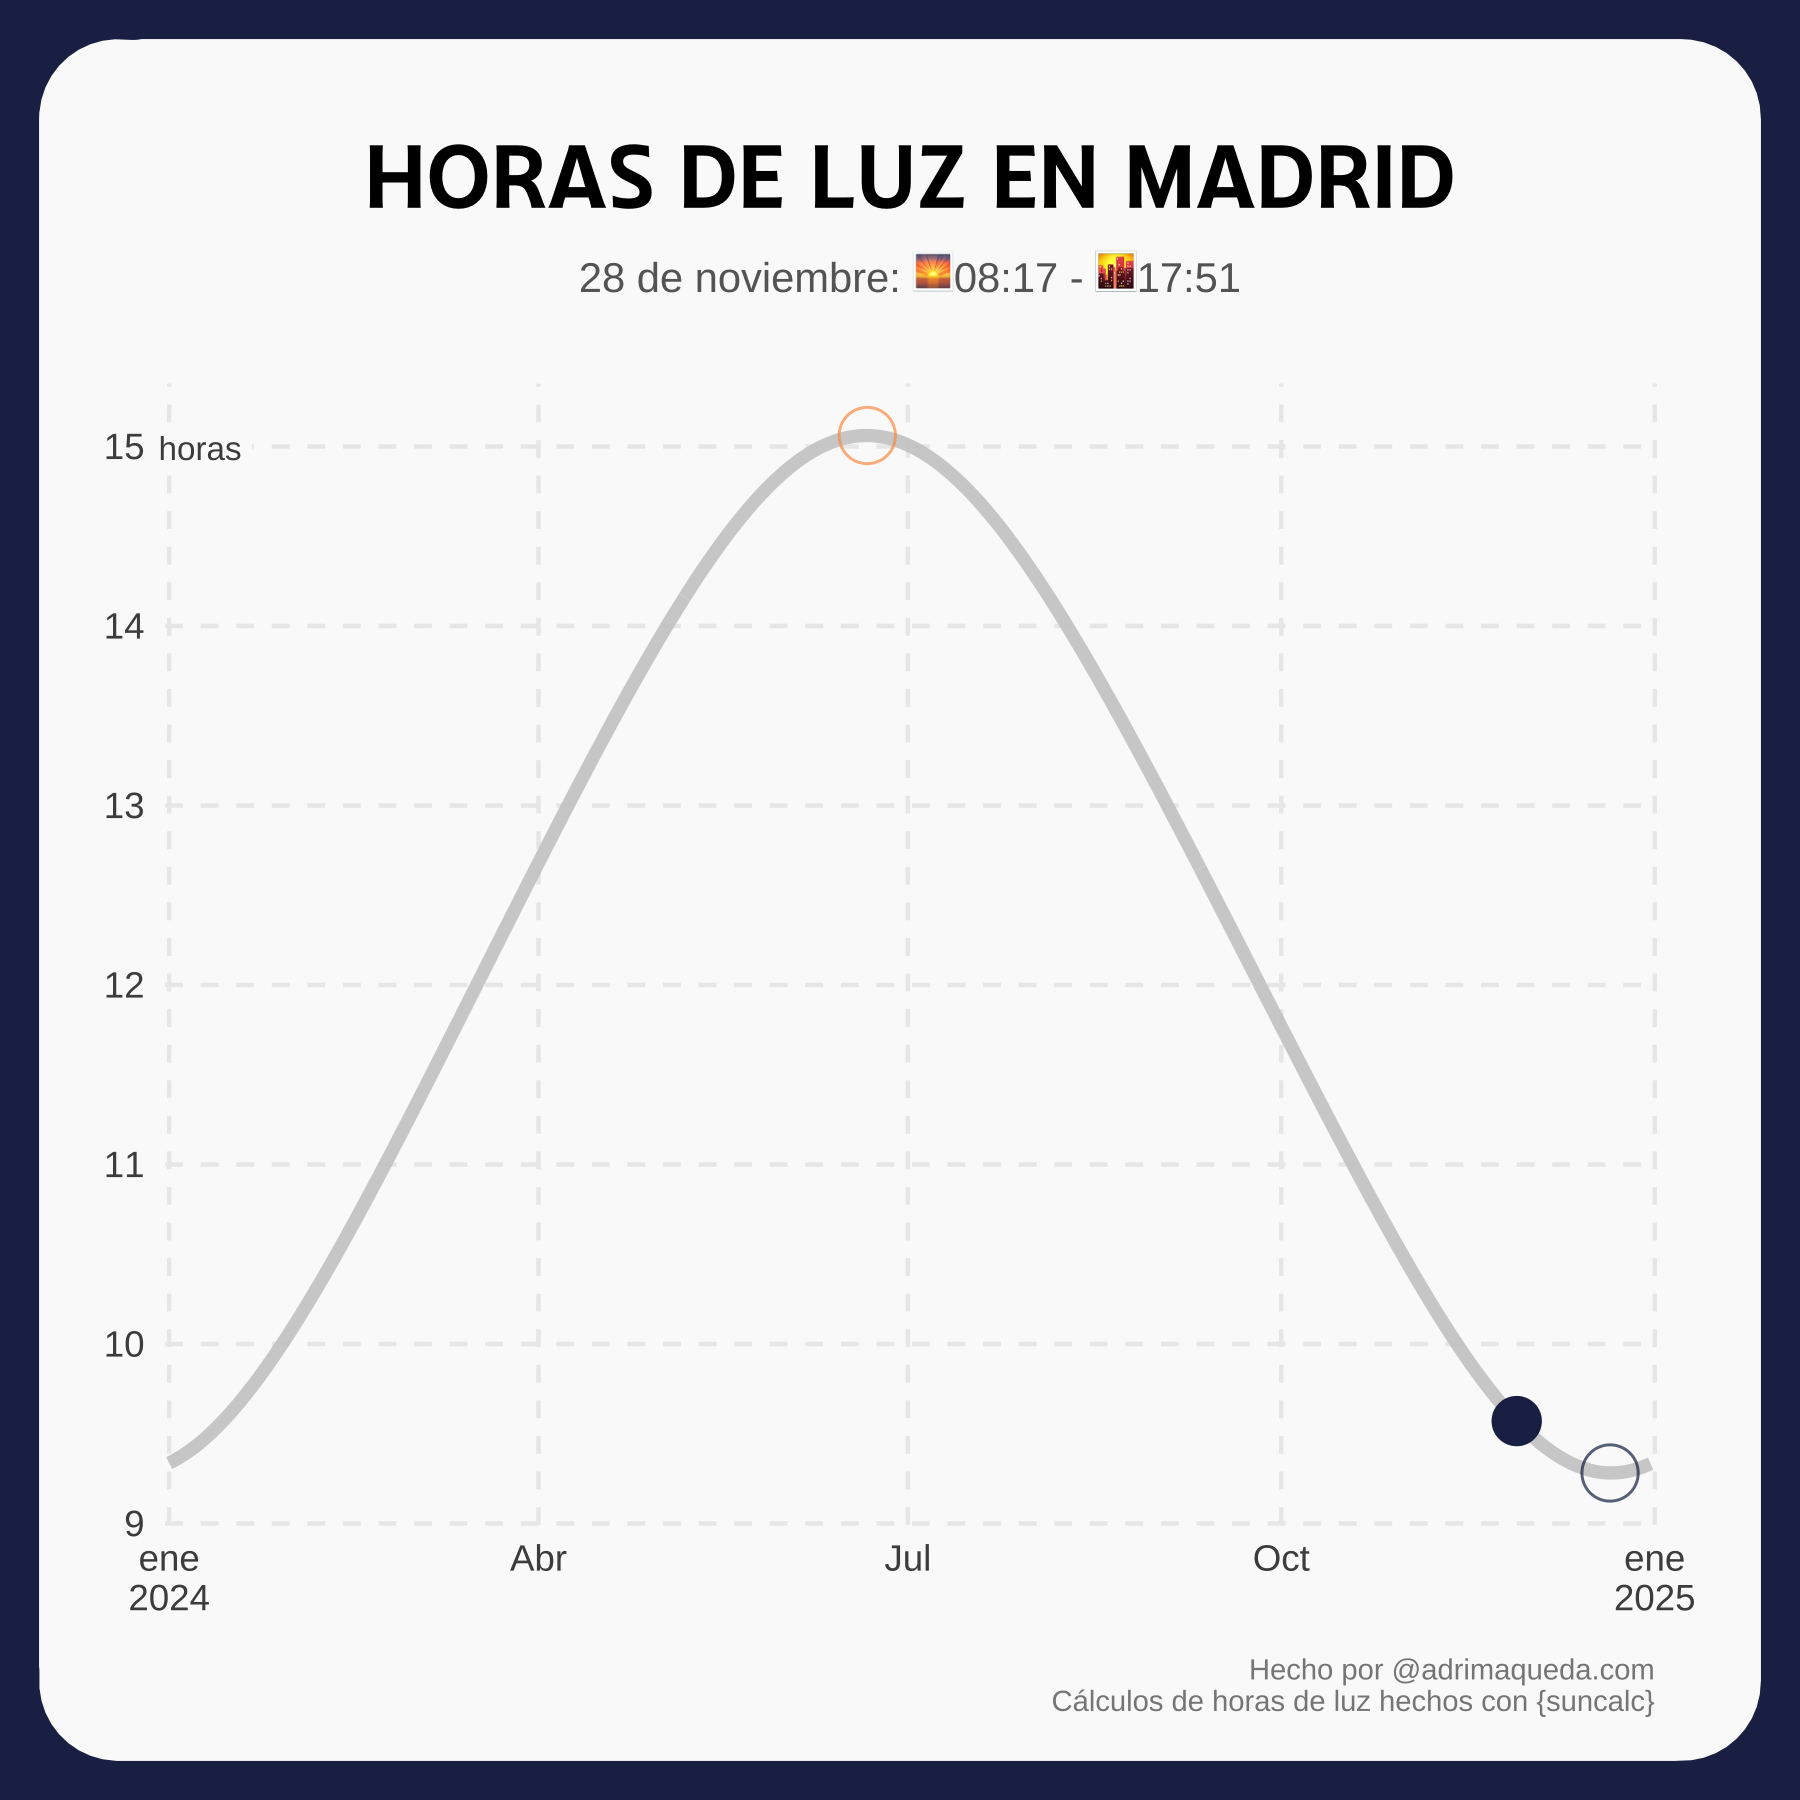 HORAS DE LUZ EN MADRID
28 de noviembre: 🌅08:17 - 🌇17:51
15 horas
14
13
12
11
10
9
ene Abr Jul Oct ene
2024 2025
Hecho por @adrimaqueda.com
Cálculos de horas de luz hechos con {suncalc}